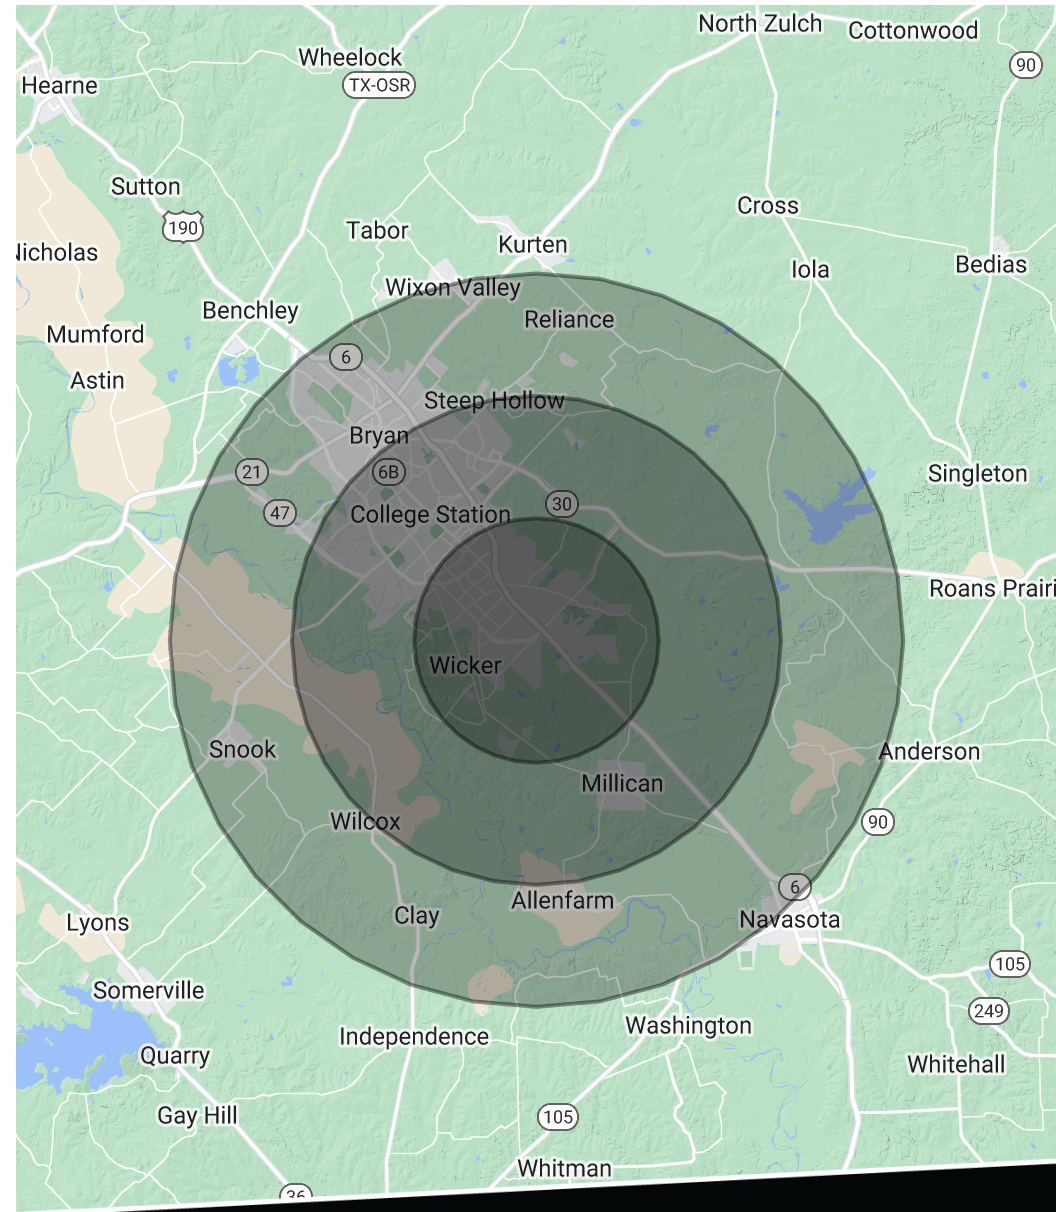 North Zulch
Cottonwood
Wheelock
90
Hearne
TX-OSR
Sutton
Cross
190
Tabor
Kurten
Nicholas
Iola
Bedias
Wixon Valley
Benchley
Reliance
Mumford
6
Astin
Steep Hollow
Bryan
21
6B
Singleton
47
College Station
30
Roans Prairi
Wicker
Snook
Anderson
Millican
Wilcox
90
6
Allenfarm
Clay
Navasota
Lyons
105
Somerville
249
Independence
Washington
Quarry
Whitehall
Gay Hill
105
Whitman
36